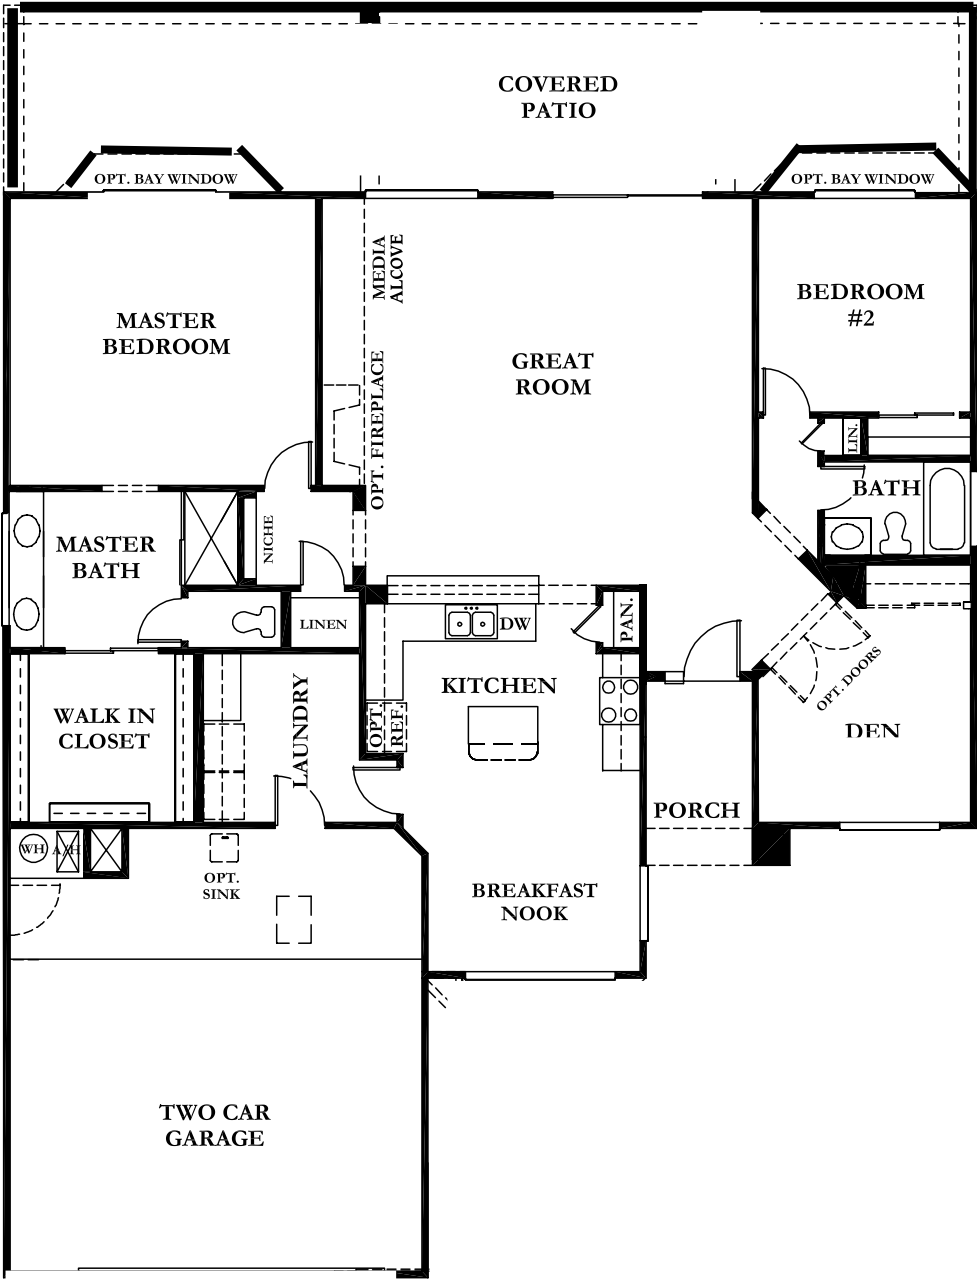 COVERED
PATIO
OPT. BAY WINDOW
OPT. BAY WINDOW
MEDIA
ALCOVE
BEDROOM
#2
MASTER
BEDROOM
GREAT
ROOM
OPT. FIREPLACE
LIN.
BATH
NICHE
MASTER
BATH
LINEN
DW
PAN.
KITCHEN
OPT. DOORS
WALK IN
CLOSET
LAUNDRY
OPT.
REF.
DEN
PORCH
WH
A/H
OPT.
SINK
BREAKFAST
NOOK
TWO CAR
GARAGE